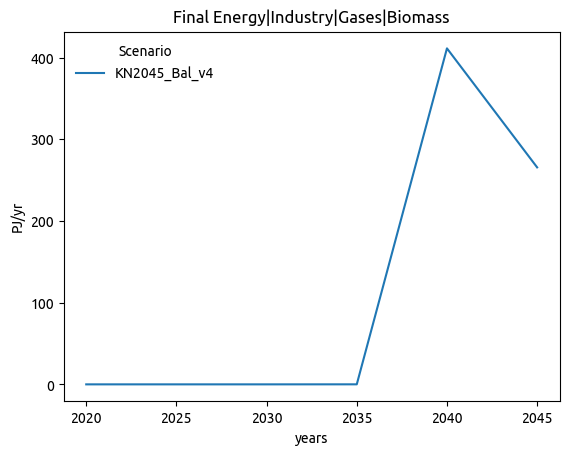 Final Energy|Industry|Gases|Biomass
Scenario
KN2045_Bal_v4
400
300
200
100
0
PJ/yr
2020 2025 2030 2035 2040 2045
years